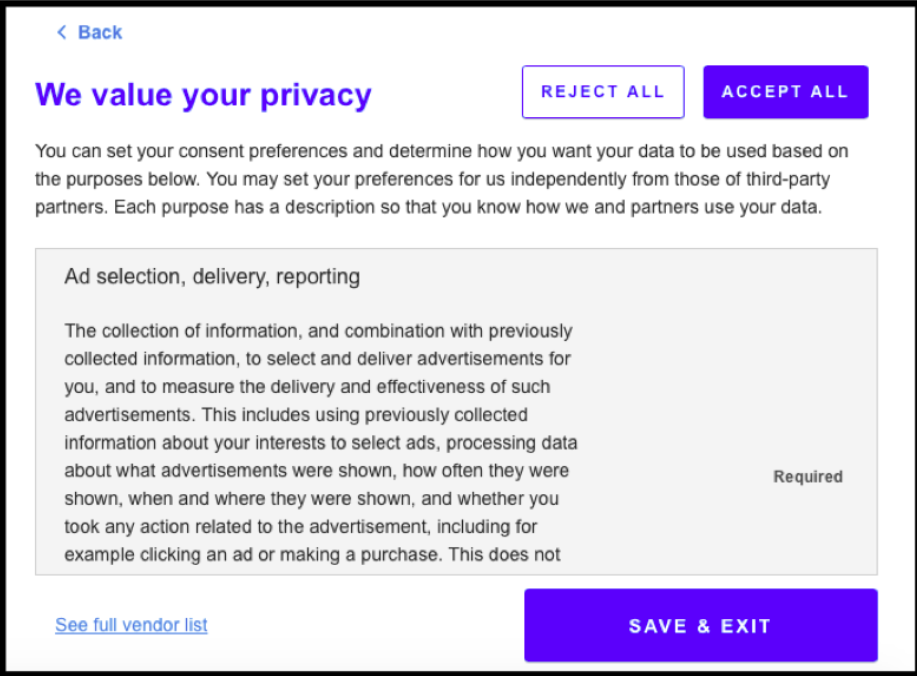 Back
We value your privacy
REJECT ALL
ACCEPT ALL
You can set your consent preferences and determine how you want your data to be used based on
the purposes below. You may set your preferences for us independently from those of third-party
partners. Each purpose has a description so that you know how we and partners use your data.
Ad selection, delivery, reporting
The collection of information, and combination with previously
collected information, to select and deliver advertisements for
you, and to measure the delivery and effectiveness of such
advertisements. This includes using previously collected
information about your interests to select ads, processing data
about what advertisements were shown, how often they were
shown, when and where they were shown, and whether you
took any action related to the advertisement, including for
example clicking an ad or making a purchase. This does not
Required
See full vendor list
SAVE & EXIT